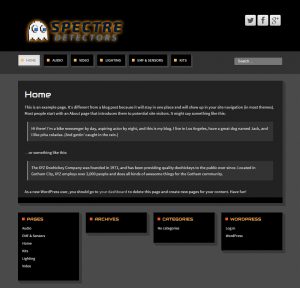 SPECTRE
DETECTORS
HOME
AUDIO
VIDEO
LIGHTING
EMF & SENSORS
KITS
Home
This is an example page. It's different from a blog post because it will stay in one place and will show up in your site navigation (in most themes).
Most people start with an About page that introduces them to potential site visitors. It might say something like this:
Hi there! I'm a bike messenger by day, aspiring actor by night, and this is my blog. I live in Los Angeles, have a great dog named Jack, and
I like piña coladas. (And gettin' caught in the rain.)
...or something like this:
The XYZ Doohickey Company was founded in 1971, and has been providing quality doohickeys to the public ever since. Located in
Gotham City, XYZ employs over 2,000 people and does all kinds of awesome things for the Gotham community.
As a new WordPress user, you should go to your dashboard to delete this page and create new pages for your content. Have fun!
PAGES
Audio
EMF & Sensors
Home
Kits
Lighting
Video
ARCHIVES
CATEGORIES
No categories
WORDPRESS
Log in
WordPress